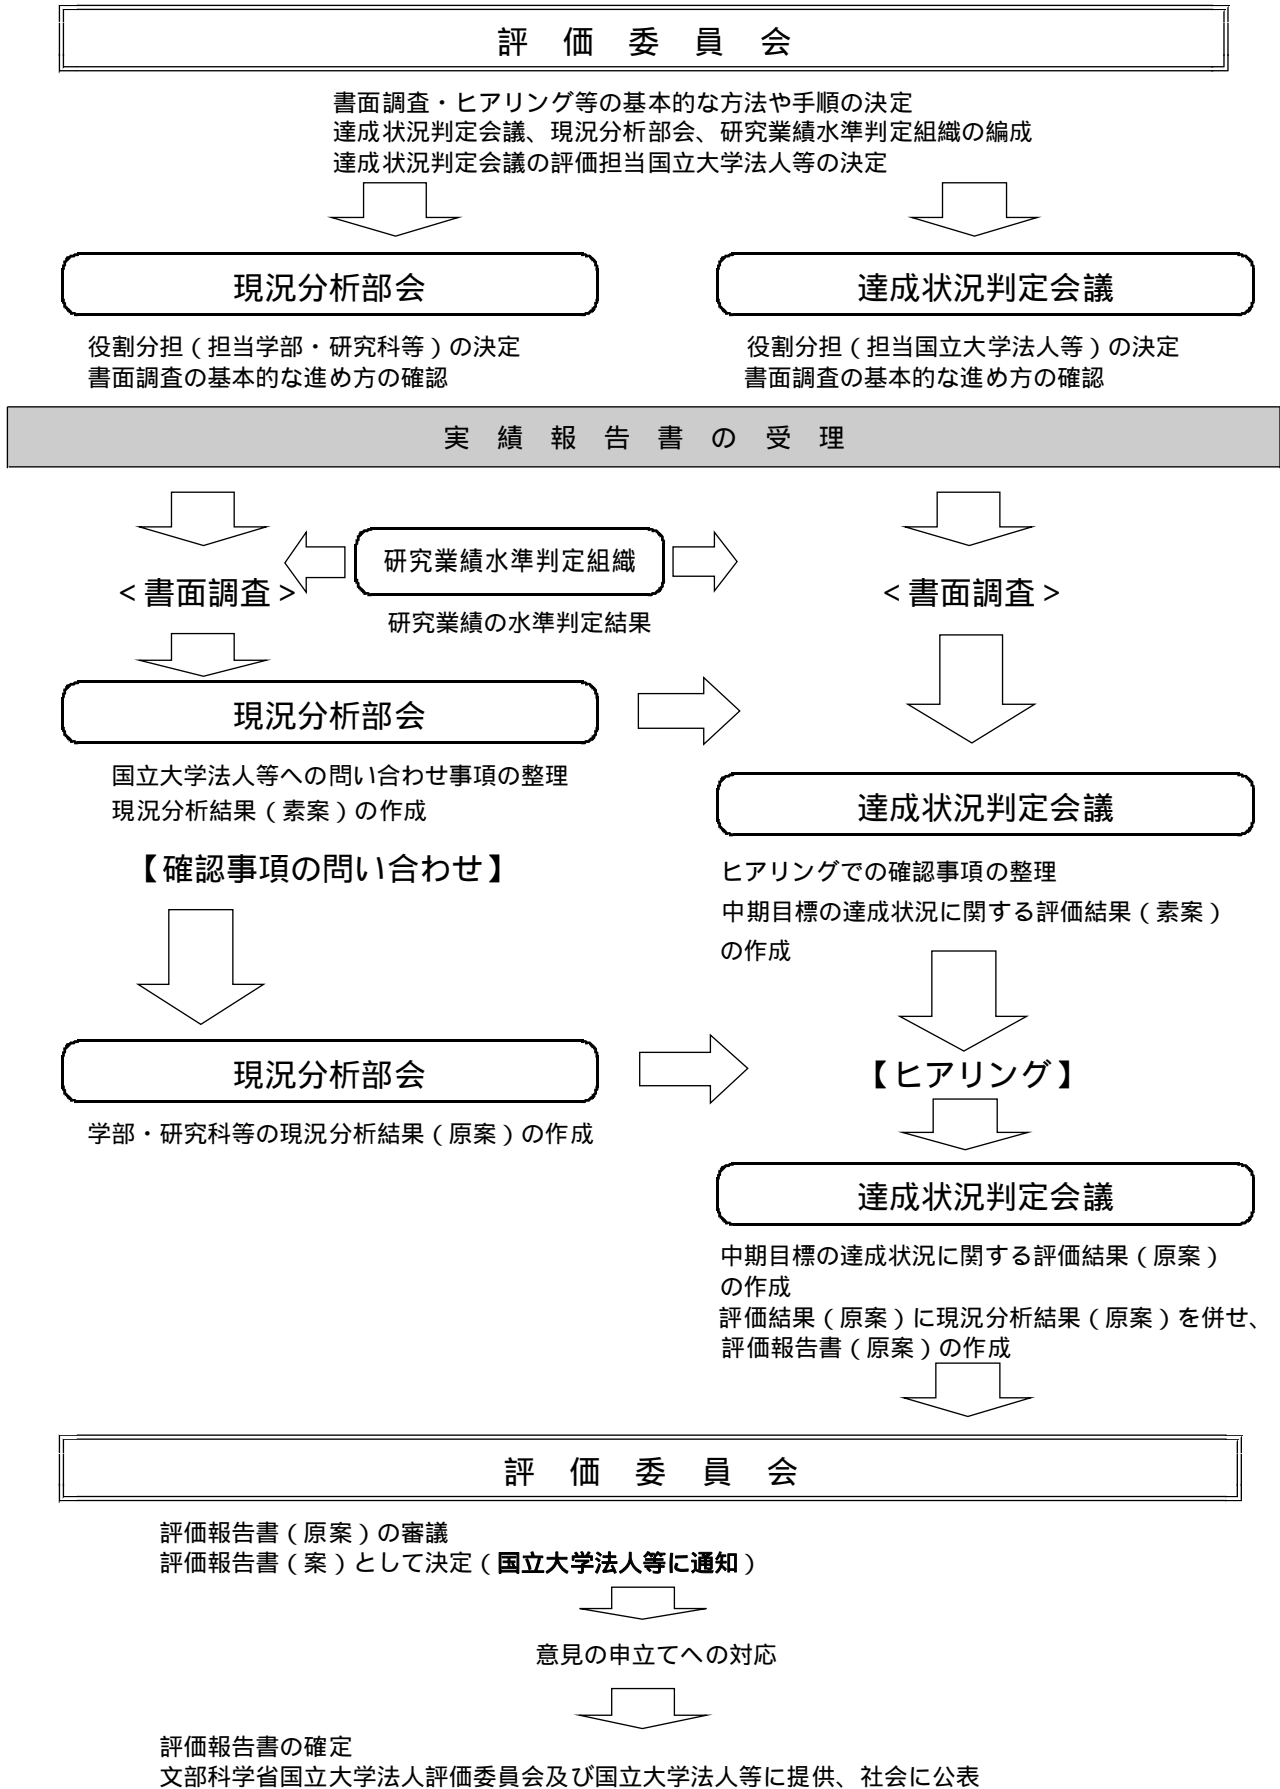 評 価 委 員 会
書面調査・ヒアリング等の基本的な方法や手順の決定
達成状況判定会議、現況分析部会、研究業績水準判定組織の編成
達成状況判定会議の評価担当国立大学法人等の決定
現況分析部会
役割分担(担当学部・研究科等)の決定
書面調査の基本的な進め方の確認
達成状況判定会議
役割分担(担当国立大学法人等)の決定
書面調査の基本的な進め方の確認
実 績 報 告 書 の 受 理
<書面調査>
研究業績水準判定組織
研究業績の水準判定結果
<書面調査>
現況分析部会
国立大学法人等への問い合わせ事項の整理
現況分析結果(素案)の作成
【確認事項の問い合わせ】
達成状況判定会議
ヒアリングでの確認事項の整理
中期目標の達成状況に関する評価結果(素案)
の作成
現況分析部会
学部・研究科等の現況分析結果(原案)の作成
【ヒアリング】
達成状況判定会議
中期目標の達成状況に関する評価結果(原案)
の作成
評価結果(原案)に現況分析結果(原案)を併せ、
評価報告書(原案)の作成
評 価 委 員 会
評価報告書(原案)の審議
評価報告書(案)として決定(国立大学法人等に通知)
意見の申立てへの対応
評価報告書の確定
文部科学省国立大学法人評価委員会及び国立大学法人等に提供、社会に公表